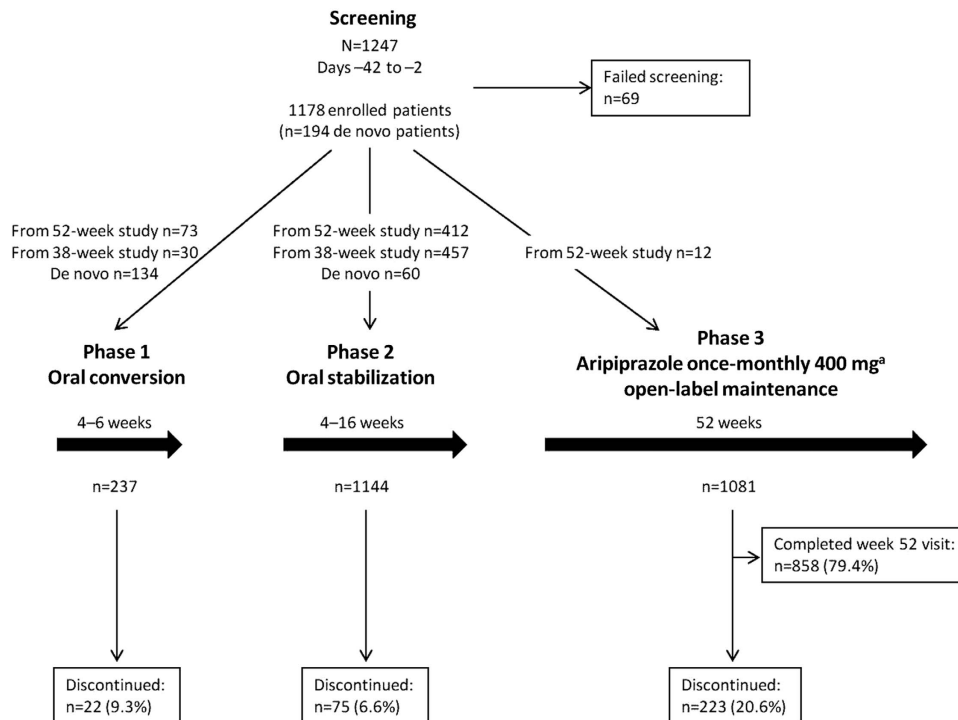 Screening
N=1247
Days –42 to –2
Failed screening:
n=69
1178 enrolled patients
(n=194 de novo patients)
From 52-week study n=73
From 38-week study n=30
De novo n=134
From 52-week study n=412
From 38-week study n=457
De novo n=60
From 52-week study n=12
Phase 1
Oral conversion
Phase 2
Oral stabilization
Phase 3
Aripiprazole once-monthly 400 mgᵃ
open-label maintenance
4–6 weeks
4–16 weeks
52 weeks
n=237
n=1144
n=1081
Completed week 52 visit:
n=858 (79.4%)
Discontinued:
n=22 (9.3%)
Discontinued:
n=75 (6.6%)
Discontinued:
n=223 (20.6%)